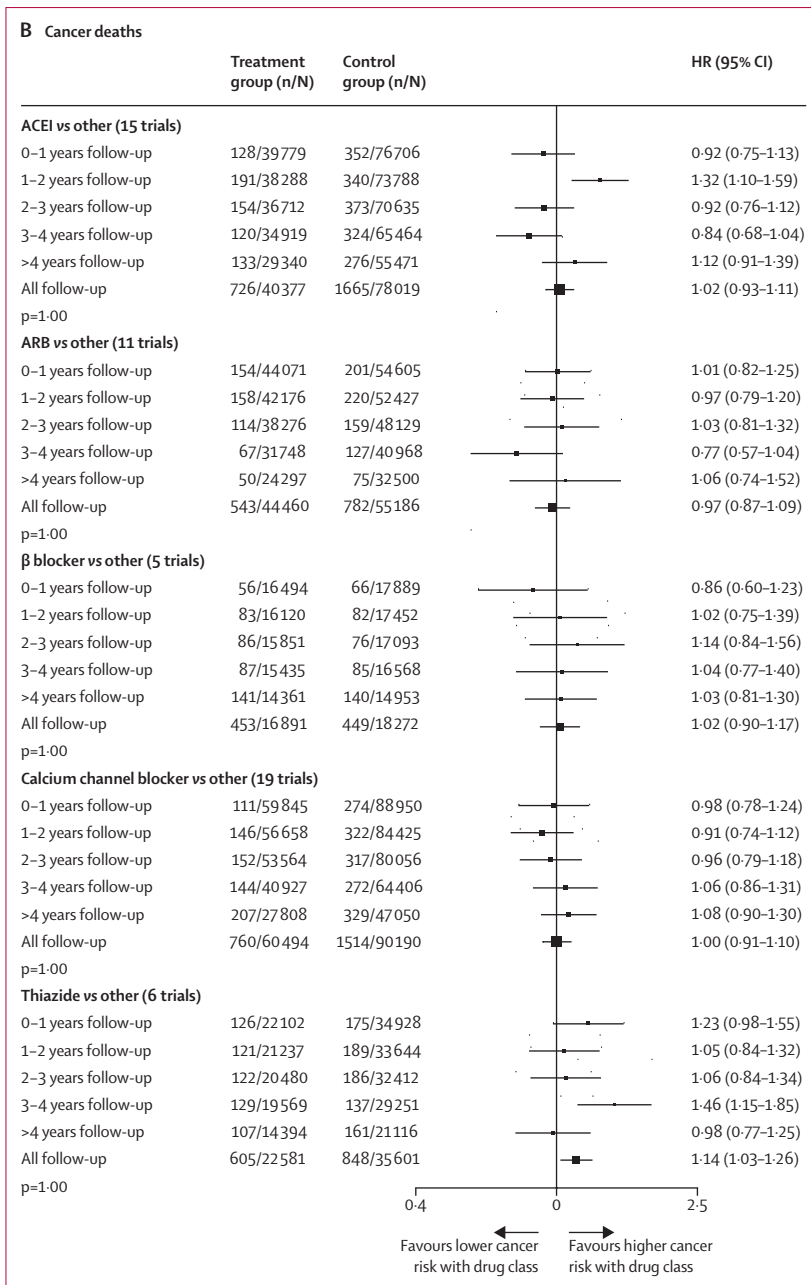 B Cancer deaths
Treatment group (n/N) Control group (n/N) HR (95% CI)
ACEI vs other (15 trials)
0–1 years follow-up 128/39779 352/76706 0·92 (0·75–1·13)
1–2 years follow-up 191/38288 340/73788 1·32 (1·10–1·59)
2–3 years follow-up 154/36712 373/70635 0·92 (0·76–1·12)
3–4 years follow-up 120/34919 324/65464 0·84 (0·68–1·04)
>4 years follow-up 133/29340 276/55471 1·12 (0·91–1·39)
All follow-up 726/40377 1665/78019 1·02 (0·93–1·11)
p=1·00
ARB vs other (11 trials)
0–1 years follow-up 154/44071 201/54605 1·01 (0·82–1·25)
1–2 years follow-up 158/42176 220/52427 0·97 (0·79–1·20)
2–3 years follow-up 114/38276 159/48129 1·03 (0·81–1·32)
3–4 years follow-up 67/31748 127/40968 0·77 (0·57–1·04)
>4 years follow-up 50/24297 75/32500 1·06 (0·74–1·52)
All follow-up 543/44460 782/55186 0·97 (0·87–1·09)
p=1·00
β blocker vs other (5 trials)
0–1 years follow-up 56/16494 66/17889 0·86 (0·60–1·23)
1–2 years follow-up 83/16120 82/17452 1·02 (0·75–1·39)
2–3 years follow-up 86/15851 76/17093 1·14 (0·84–1·56)
3–4 years follow-up 87/15435 85/16568 1·04 (0·77–1·40)
>4 years follow-up 141/14361 140/14953 1·03 (0·81–1·30)
All follow-up 453/16891 449/18272 1·02 (0·90–1·17)
p=1·00
Calcium channel blocker vs other (19 trials)
0–1 years follow-up 111/59845 274/88950 0·98 (0·78–1·24)
1–2 years follow-up 146/56658 322/84425 0·91 (0·74–1·12)
2–3 years follow-up 152/53564 317/80056 0·96 (0·79–1·18)
3–4 years follow-up 144/40927 272/64406 1·06 (0·86–1·31)
>4 years follow-up 207/27808 329/47050 1·08 (0·90–1·30)
All follow-up 760/60494 1514/90190 1·00 (0·91–1·10)
p=1·00
Thiazide vs other (6 trials)
0–1 years follow-up 126/22102 175/34928 1·23 (0·98–1·55)
1–2 years follow-up 121/21237 189/33644 1·05 (0·84–1·32)
2–3 years follow-up 122/20480 186/32412 1·06 (0·84–1·34)
3–4 years follow-up 129/19569 137/29251 1·46 (1·15–1·85)
>4 years follow-up 107/14394 161/21116 0·98 (0·77–1·25)
All follow-up 605/22581 848/35601 1·14 (1·03–1·26)
p=1·00
0·4 0 2·5
Favours lower cancer risk with drug class Favours higher cancer risk with drug class